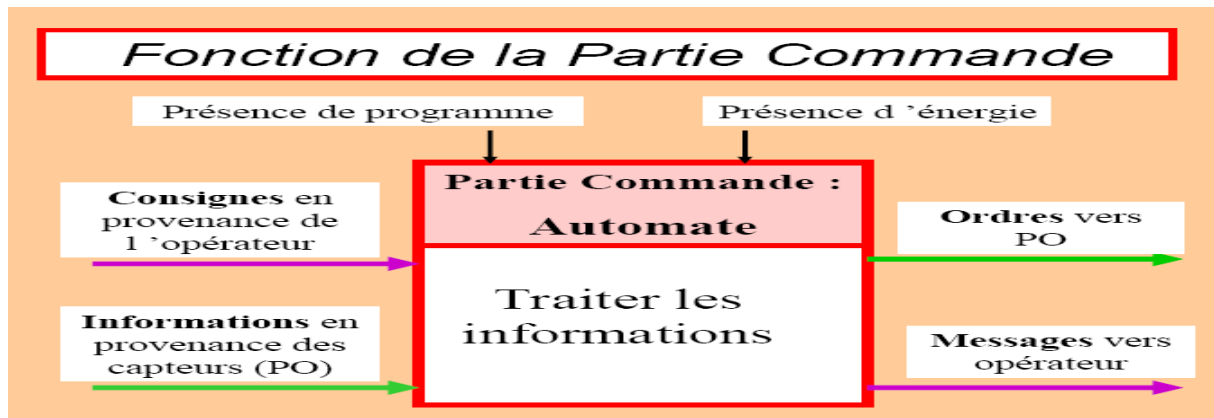 Fonction de la Partie Commande
Présence de programme
Présence d ’énergie
Partie Commande :
Automate
Consignes en
provenance de
l ’opérateur
Ordres vers
PO
Traiter les
informations
Informations en
provenance des
capteurs (PO)
Messages vers
opérateur